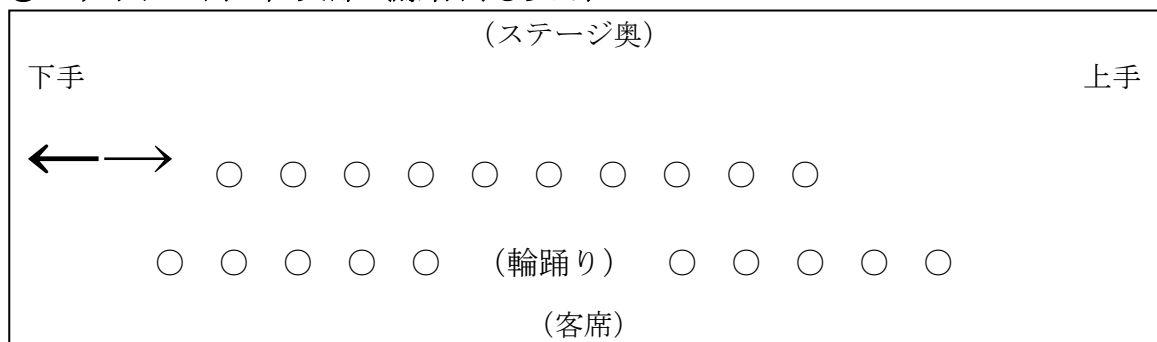 （ステージ奥）
下手 上手
←→ ○ ○ ○ ○ ○ ○ ○ ○ ○ ○
○ ○ ○ ○ ○ （輪踊り） ○ ○ ○ ○ ○
（客席）